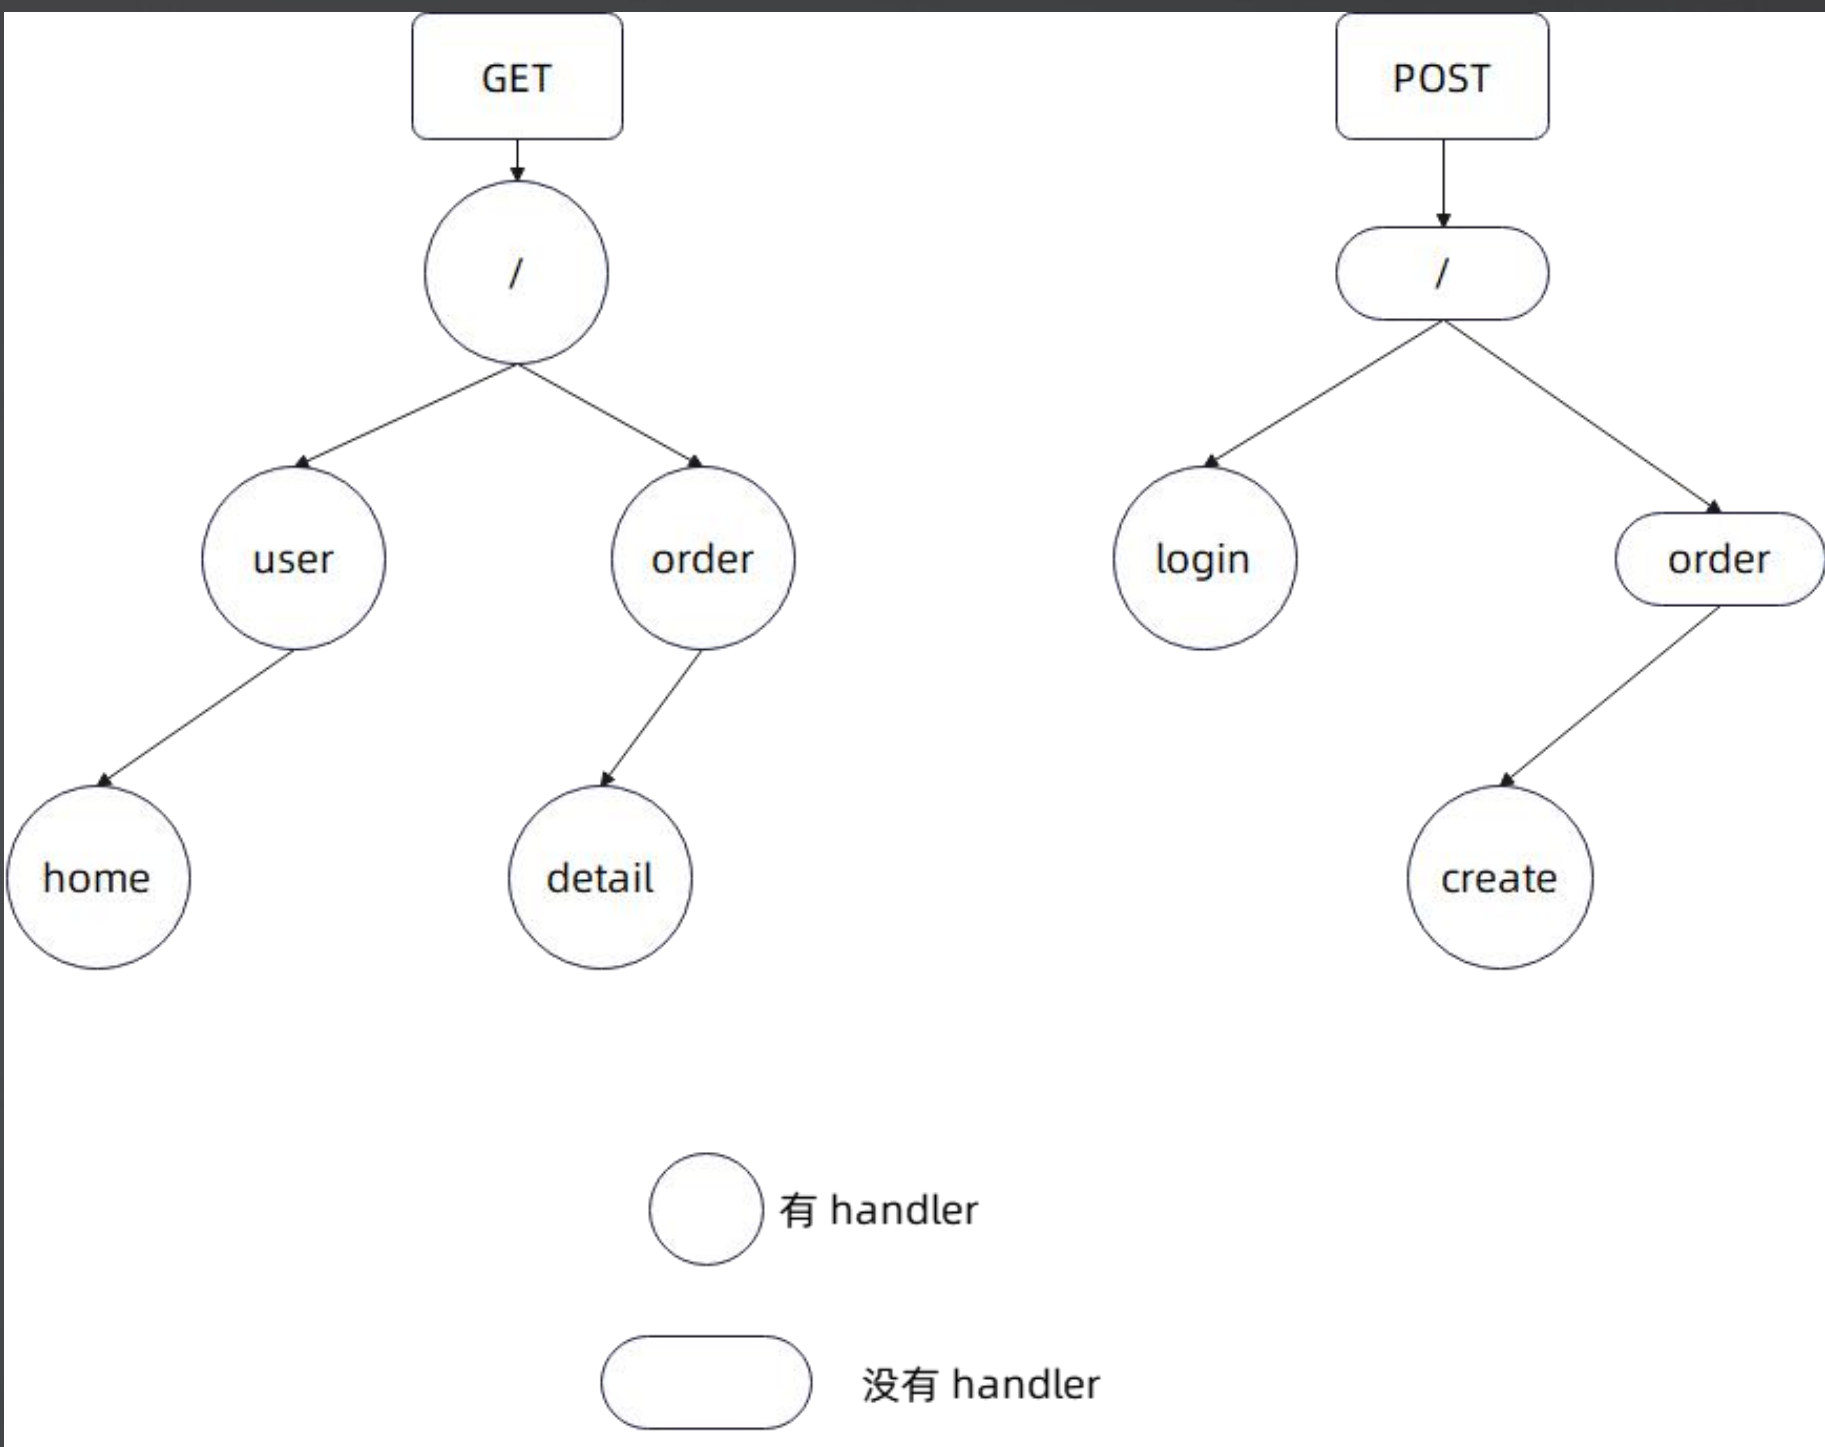 GET
POST
/
/
user
order
login
order
home
detail
create
有 handler
没有 handler